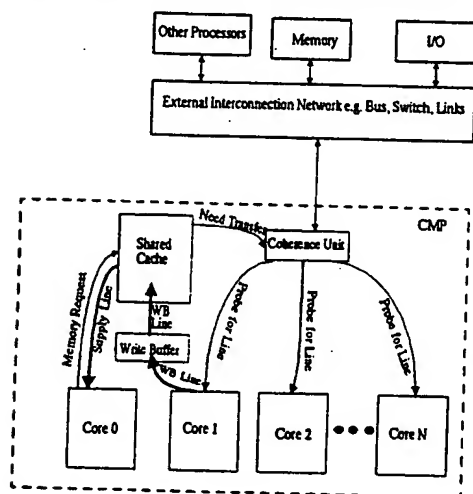 Other Processors
Memory
I/O
External Interconnection Network e.g. Bus, Switch, Links
CMP
Need Transfer
Shared
Cache
Coherence Unit
Memory Request
Supply Line
WB
Line
Write Buffer
WB Line
Probe for
Line
Probe for Line
Probe for Line
Core 0
Core 1
Core 2
Core N